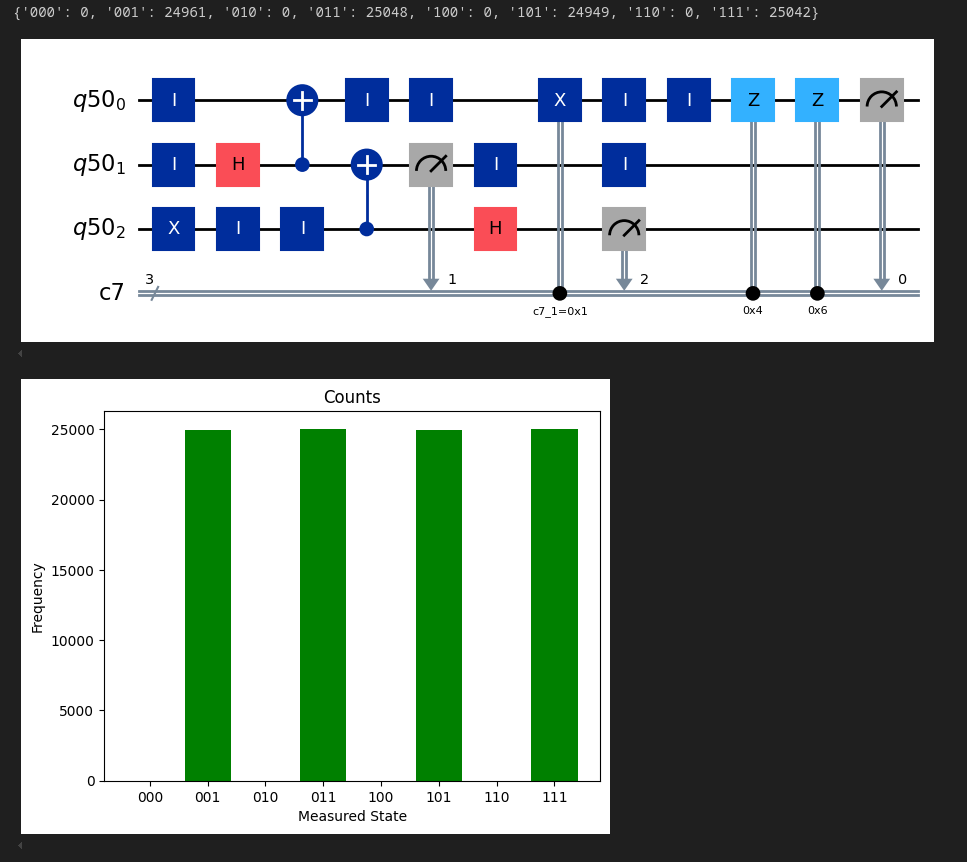 {'000': 0, '001': 24961, '010': 0, '011': 25048, '100': 0, '101': 24949, '110': 0, '111': 25042}
q50₀ I I I X I I Z Z
q50₁ I H I I
q50₂ X I I H
c7 3 1 2 0
c7_1=0x1 0x4 0x6
Counts
Frequency
25000
20000
15000
10000
5000
0
000 001 010 011 100 101 110 111
Measured State